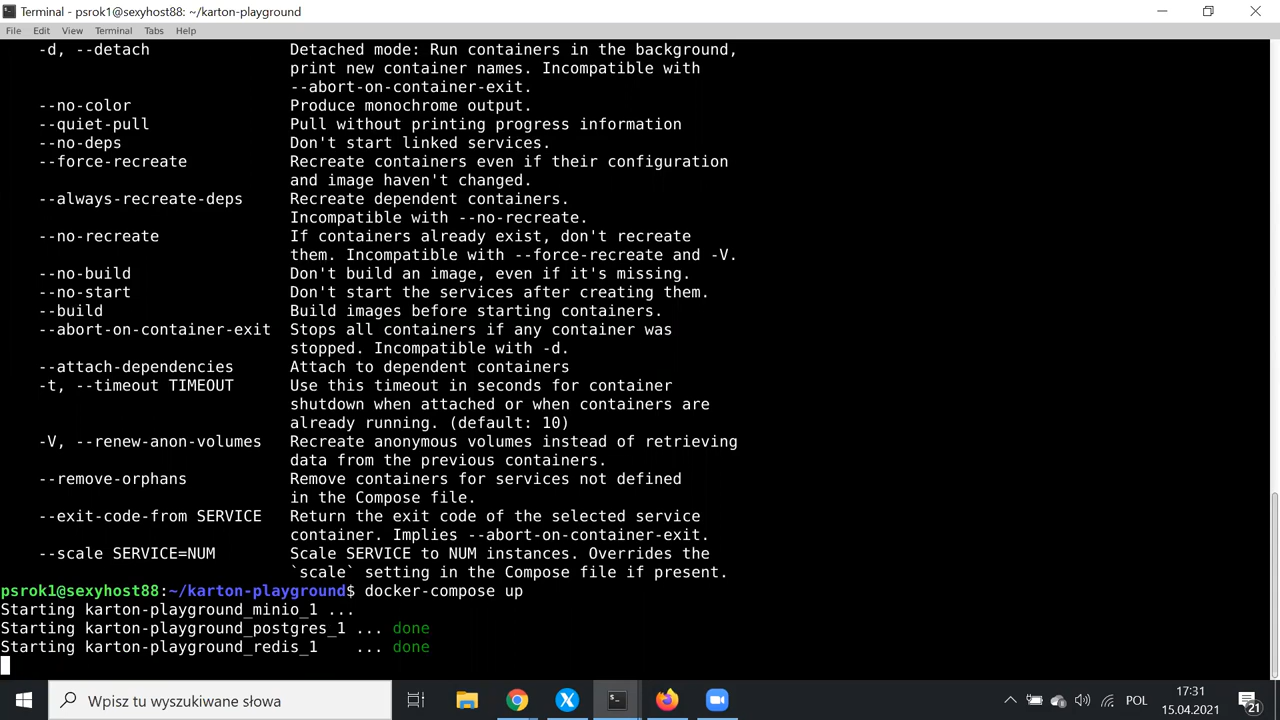 Terminal - psrok1@sexyhost88: ~/karton-playground
File Edit View Terminal Tabs Help
-d, --detach Detached mode: Run containers in the background,
print new container names. Incompatible with
--abort-on-container-exit.
--no-color Produce monochrome output.
--quiet-pull Pull without printing progress information
--no-deps Don't start linked services.
--force-recreate Recreate containers even if their configuration
and image haven't changed.
--always-recreate-deps Recreate dependent containers.
Incompatible with --no-recreate.
--no-recreate If containers already exist, don't recreate
them. Incompatible with --force-recreate and -V.
--no-build Don't build an image, even if it's missing.
--no-start Don't start the services after creating them.
--build Build images before starting containers.
--abort-on-container-exit Stops all containers if any container was
stopped. Incompatible with -d.
--attach-dependencies Attach to dependent containers
-t, --timeout TIMEOUT Use this timeout in seconds for container
shutdown when attached or when containers are
already running. (default: 10)
-V, --renew-anon-volumes Recreate anonymous volumes instead of retrieving
data from the previous containers.
--remove-orphans Remove containers for services not defined
in the Compose file.
--exit-code-from SERVICE Return the exit code of the selected service
container. Implies --abort-on-container-exit.
--scale SERVICE=NUM Scale SERVICE to NUM instances. Overrides the
`scale` setting in the Compose file if present.
psrok1@sexyhost88:~/karton-playground$ docker-compose up
Starting karton-playground_minio_1 ...
Starting karton-playground_postgres_1 ... done
Starting karton-playground_redis_1 ... done
Wpisz tu wyszukiwane słowa
POL
17:31
15.04.2021
21